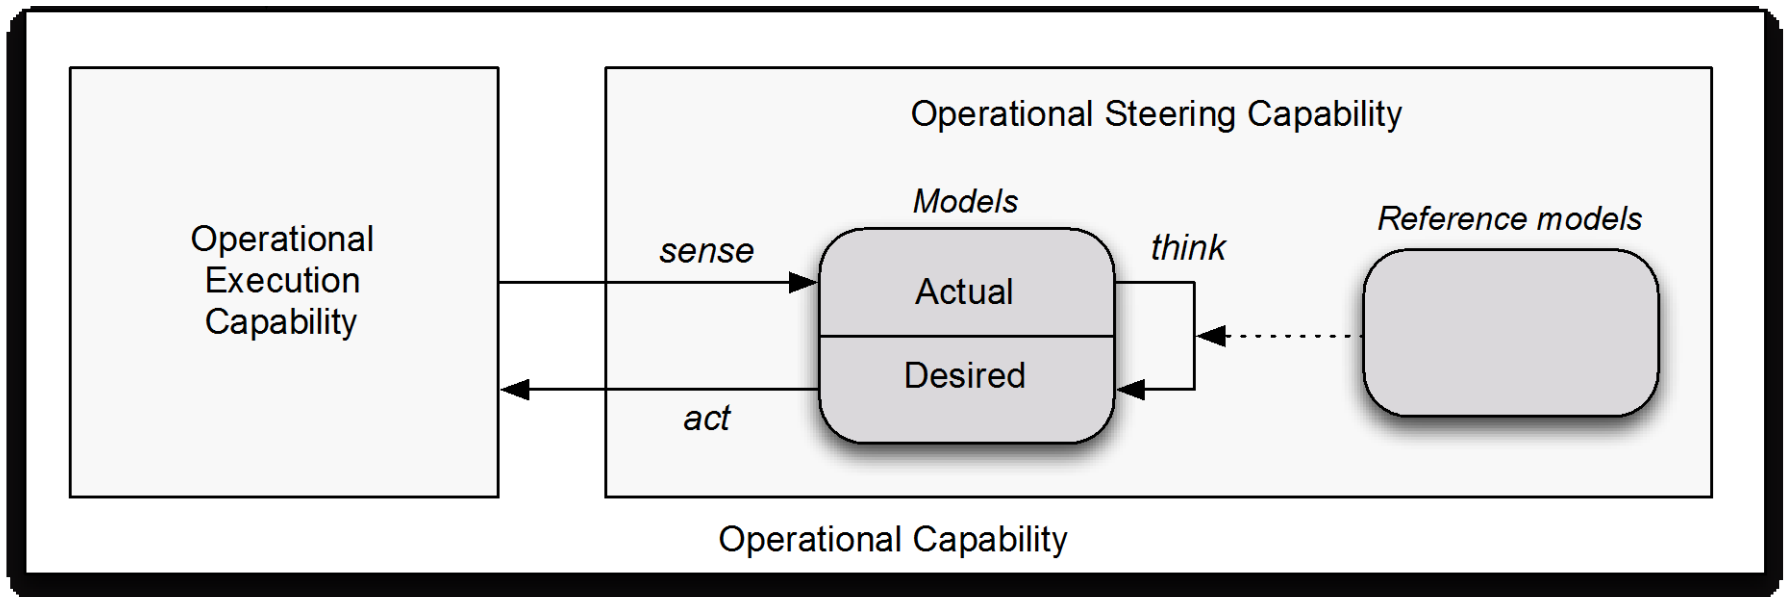 Operational Steering Capability
Models
Reference models
Operational
Execution
Capability
sense
think
Actual
Desired
act
Operational Capability